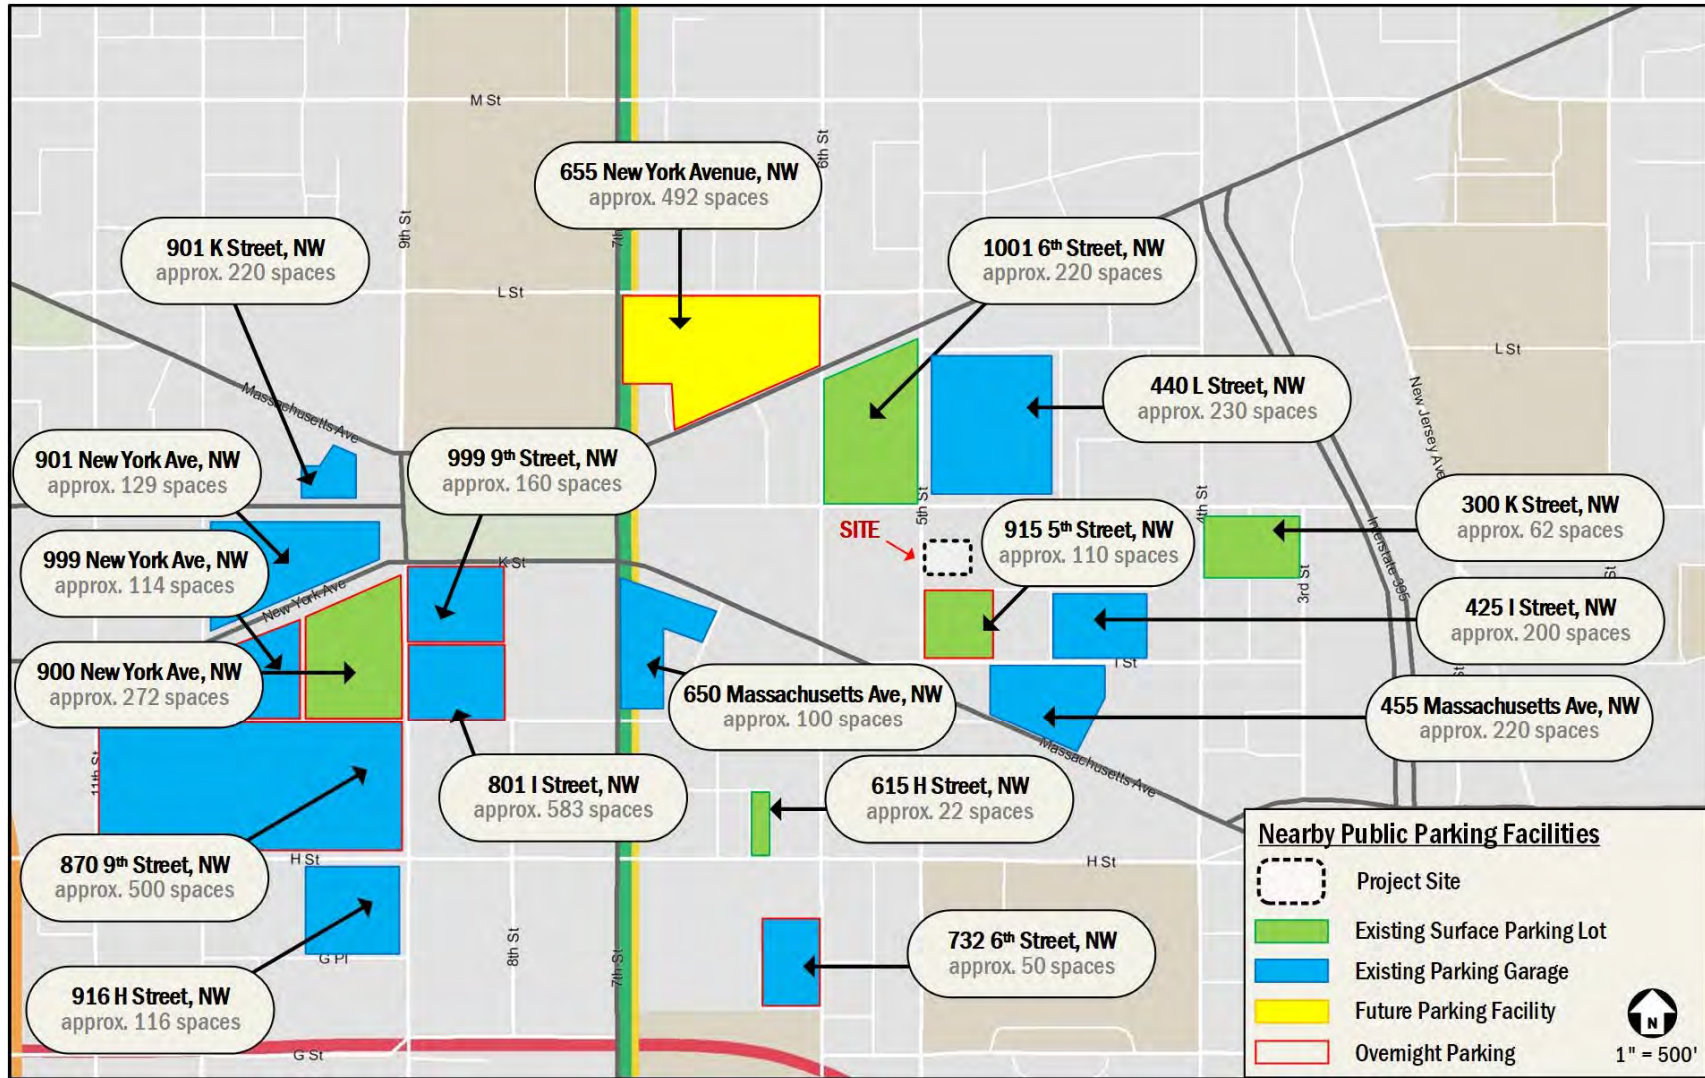 M St
6th St
655 New York Avenue, NW
approx. 492 spaces
9th St
7th
901 K Street, NW
approx. 220 spaces
1001 6th Street, NW
approx. 220 spaces
L St
L St
440 L Street, NW
approx. 230 spaces
New Jersey Ave
Massachusetts Ave
901 New York Ave, NW
approx. 129 spaces
999 9th Street, NW
approx. 160 spaces
5th St
4th St
300 K Street, NW
approx. 62 spaces
SITE
915 5th Street, NW
approx. 110 spaces
999 New York Ave, NW
approx. 114 spaces
K St
New York Ave
3rd St
Interstate 395
St
425 I Street, NW
approx. 200 spaces
900 New York Ave, NW
approx. 272 spaces
I St
St
650 Massachusetts Ave, NW
approx. 100 spaces
455 Massachusetts Ave, NW
approx. 220 spaces
Massachusetts Ave
11th St
801 I Street, NW
approx. 583 spaces
615 H Street, NW
approx. 22 spaces
870 9th Street, NW
approx. 500 spaces
H St
H St
8th St
7th St
732 6th Street, NW
approx. 50 spaces
G Pl
916 H Street, NW
approx. 116 spaces
G St
Nearby Public Parking Facilities
Project Site
Existing Surface Parking Lot
Existing Parking Garage
Future Parking Facility
Overnight Parking
N
1" = 500'